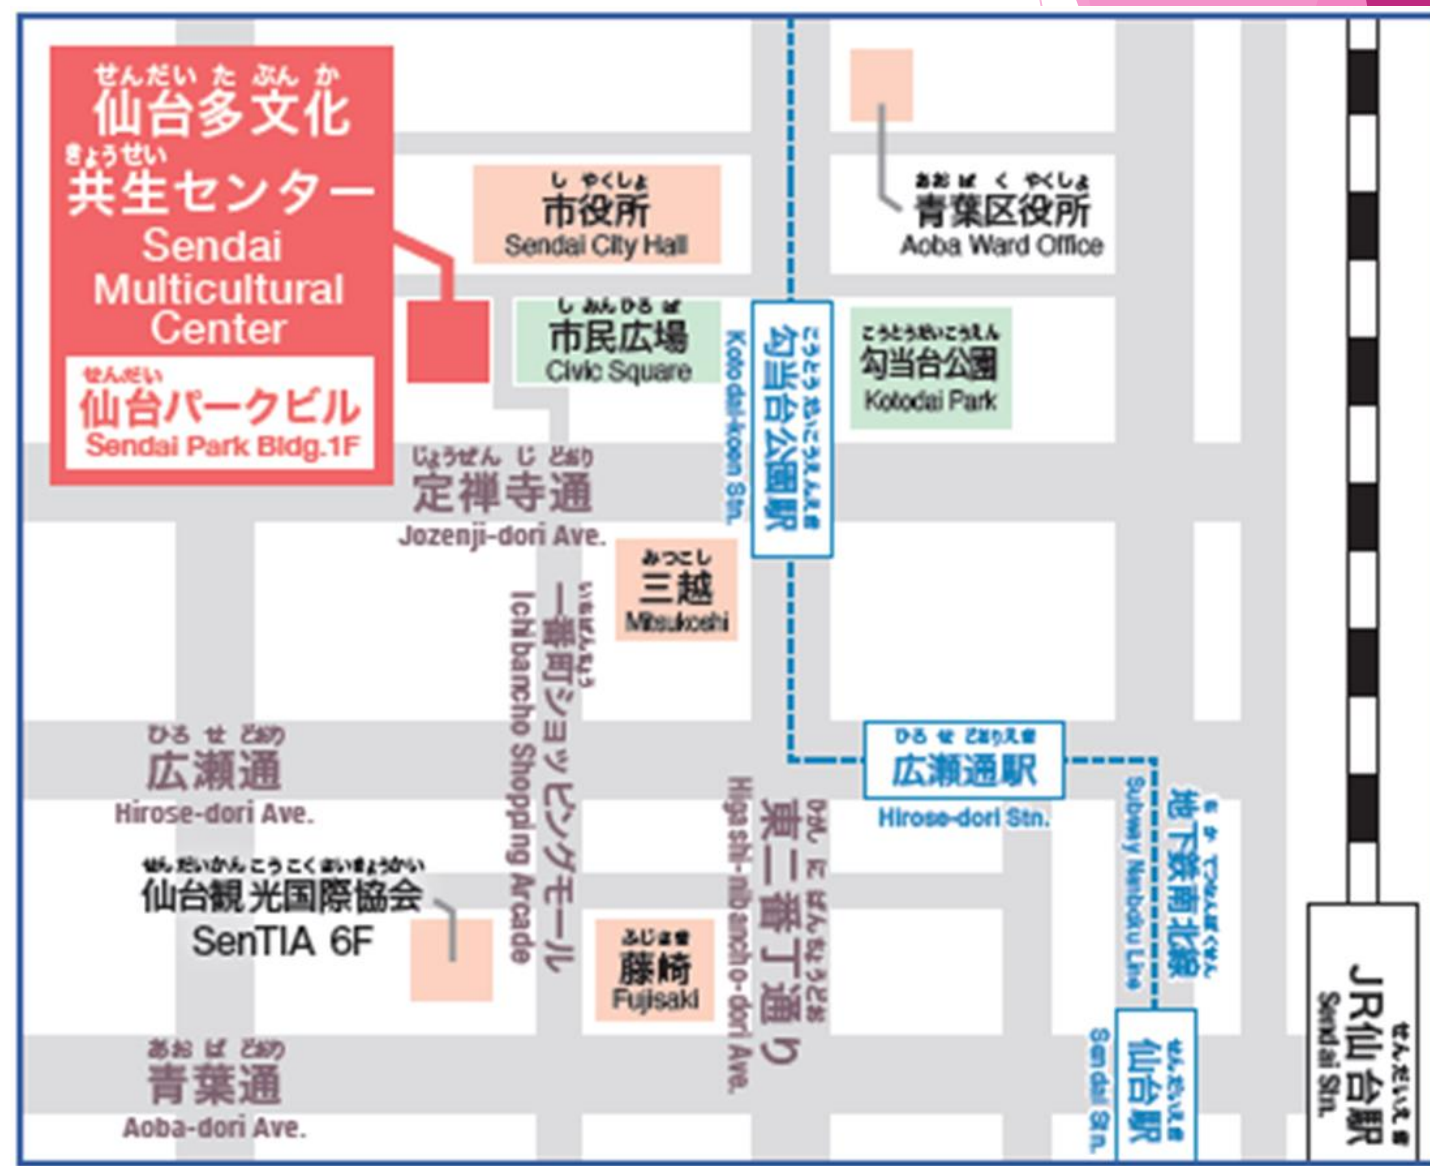 せんだい た ぶん か
仙台多文化
きょうせい
共生センター
Sendai
Multicultural
Center
せんだい
仙台パークビル
Sendai Park Bldg.1F
し やくしょ
市役所
Sendai City Hall
あお ば く やくしょ
青葉区役所
Aoba Ward Office
し みんひろ ば
市民広場
Civic Square
こうとうだいこうえんえき
勾当台公園駅
Kotodai-koen Stn.
こうとうだいこうえん
勾当台公園
Kotodai Park
じょうぜん じ どおり
定禅寺通
Jozenji-dori Ave.
みつこし
三越
Mitsukoshi
いちばんちょう
一番町ショッピングモール
Ichibancho Shopping Arcade
ひろ せ どおり
広瀬通
Hirose-dori Ave.
ひろ せ どおりえき
広瀬通駅
Hirose-dori Stn.
ち か てつなんぼくせん
地下鉄南北線
Subway Nanboku Line
ひがし に ばんちょうどお
東二番丁通り
Higashi-nibancho-dori Ave.
せんだいかんこうこくさいきょうかい
仙台観光国際協会
SenTIA 6F
ふじさき
藤崎
Fujisaki
あお ば どおり
青葉通
Aoba-dori Ave.
せんだいえき
仙台駅
Sendai Stn.
せんだいえき
JR仙台駅
Sendai Stn.